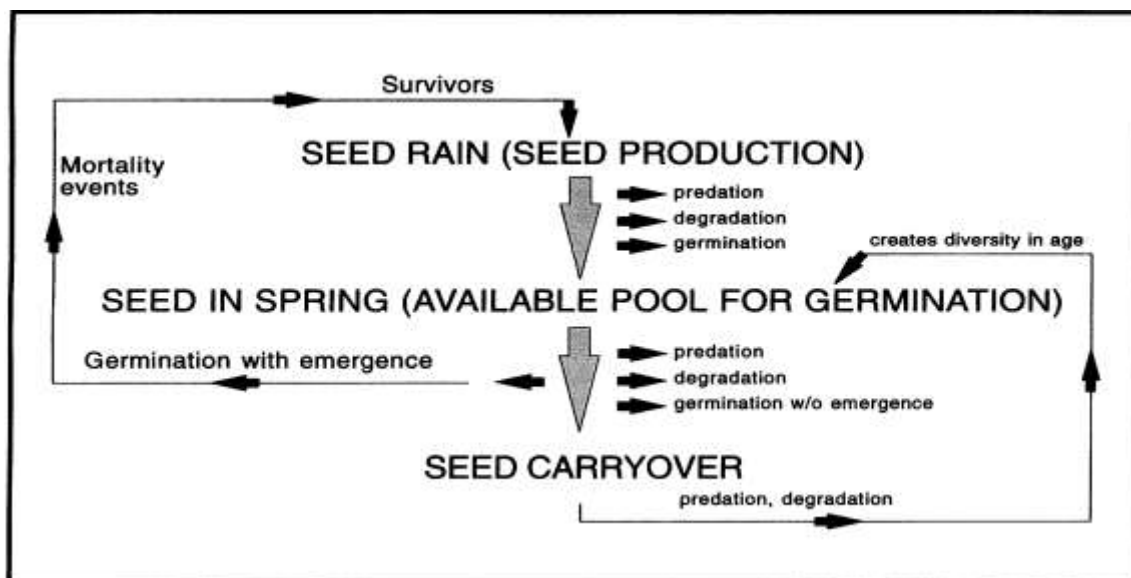 Survivors
SEED RAIN (SEED PRODUCTION)
Mortality
events
predation
degradation
germination
creates diversity in age
SEED IN SPRING (AVAILABLE POOL FOR GERMINATION)
Germination with emergence
predation
degradation
germination w/o emergence
SEED CARRYOVER
predation, degradation